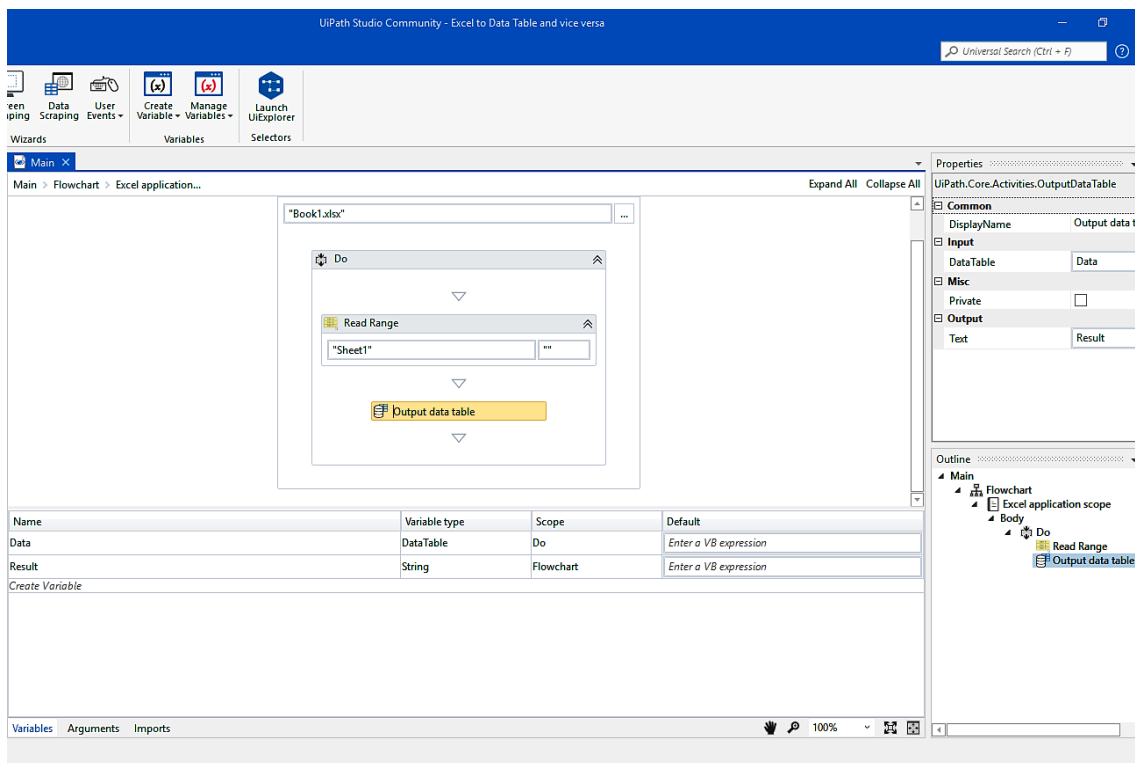 UiPath Studio Community - Excel to Data Table and vice versa
Universal Search (Ctrl + F)
?
reen Data User Create Manage Launch
ping Scraping Events Variable Variables UiExplorer
Wizards Variables Selectors
Main
Main > Flowchart > Excel application...
Expand All Collapse All
"Book1.xlsx"
...
Do
Read Range
"Sheet1"
""
Output data table
Name Variable type Scope Default
Data DataTable Do Enter a VB expression
Result String Flowchart Enter a VB expression
Create Variable
Variables Arguments Imports
100%
Properties
UiPath.Core.Activities.OutputDataTable
Common
DisplayName Output data t
Input
DataTable Data
Misc
Private
Output
Text Result
Outline
Main
Flowchart
Excel application scope
Body
Do
Read Range
Output data table